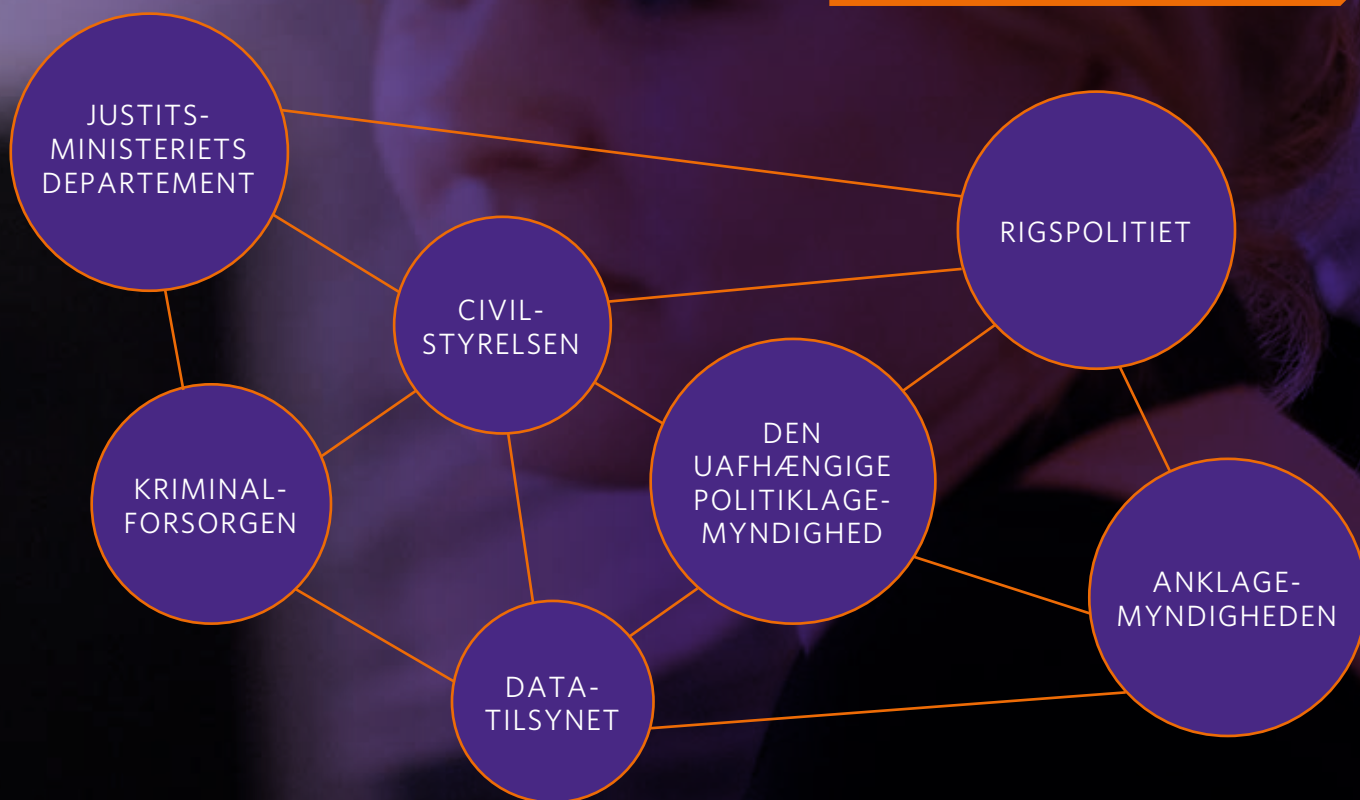 JUSTITS-
MINISTERIETS
DEPARTEMENT
RIGSPOLITIET
CIVIL-
STYRELSEN
DEN
UAFHÆNGIGE
POLITIKLAGE-
MYNDIGHED
KRIMINAL-
FORSORGEN
ANKLAGE-
MYNDIGHEDEN
DATA-
TILSYNET